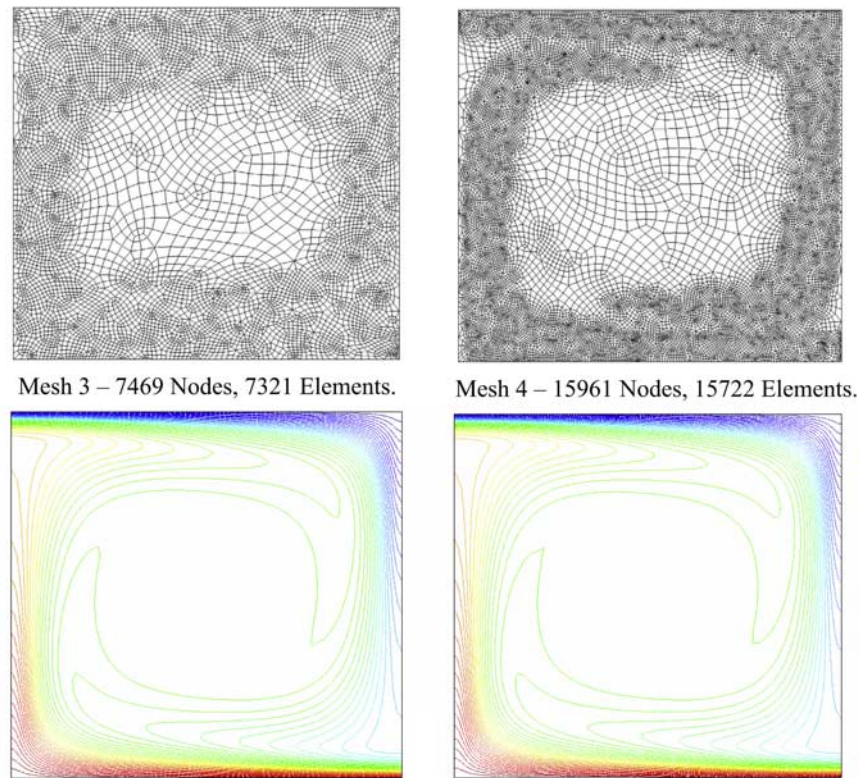 Mesh 3 – 7469 Nodes, 7321 Elements.
Mesh 4 – 15961 Nodes, 15722 Elements.